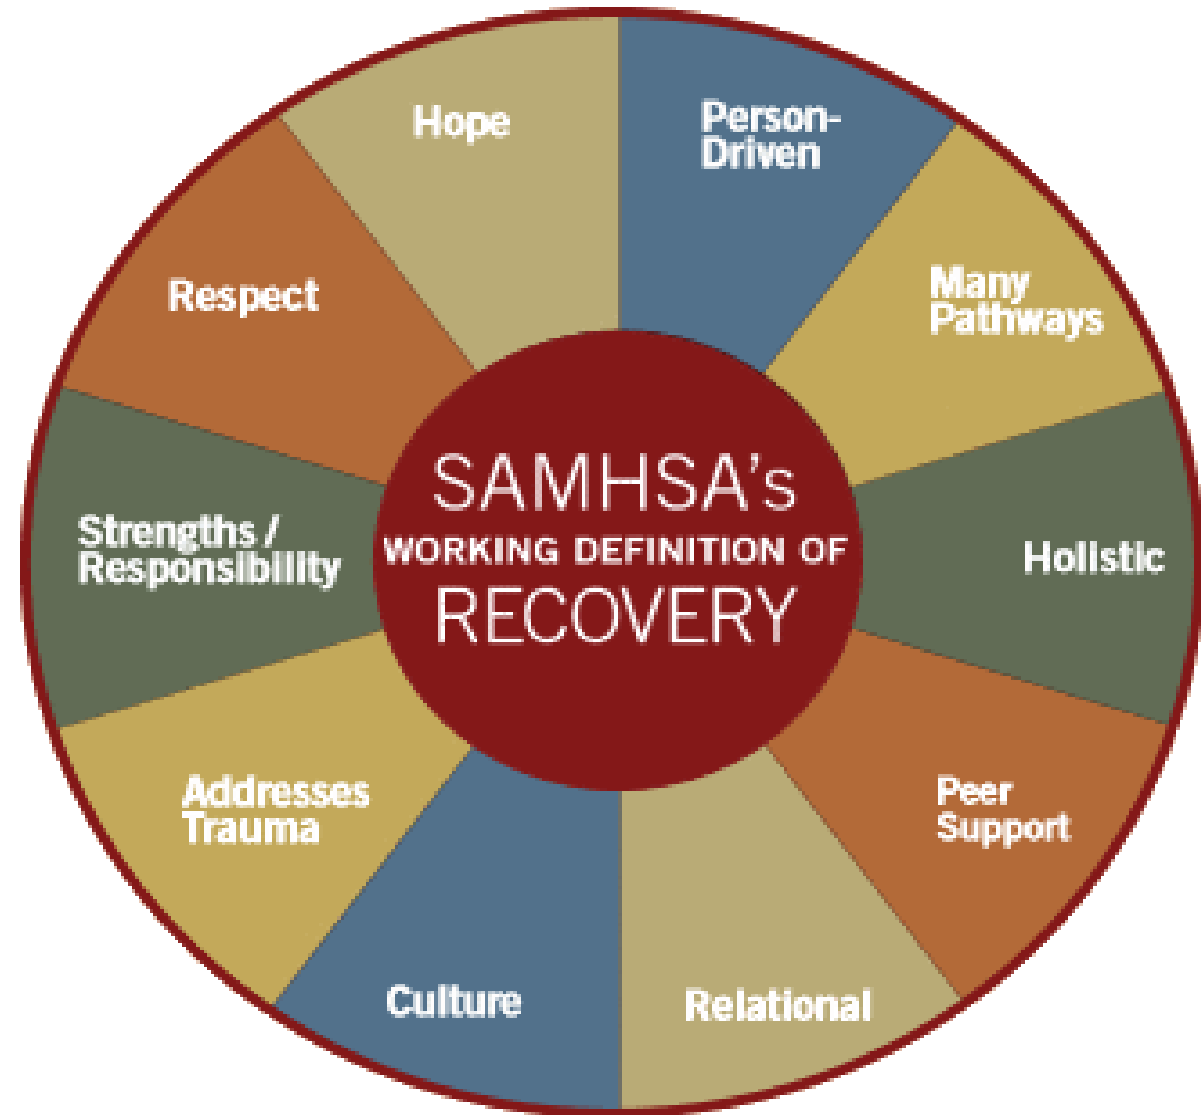 Hope
Person-
Driven
Many
Pathways
Holistic
Peer
Support
Relational
Culture
Addresses
Trauma
Strengths /
Responsibility
Respect
SAMHSA's
WORKING DEFINITION OF
RECOVERY